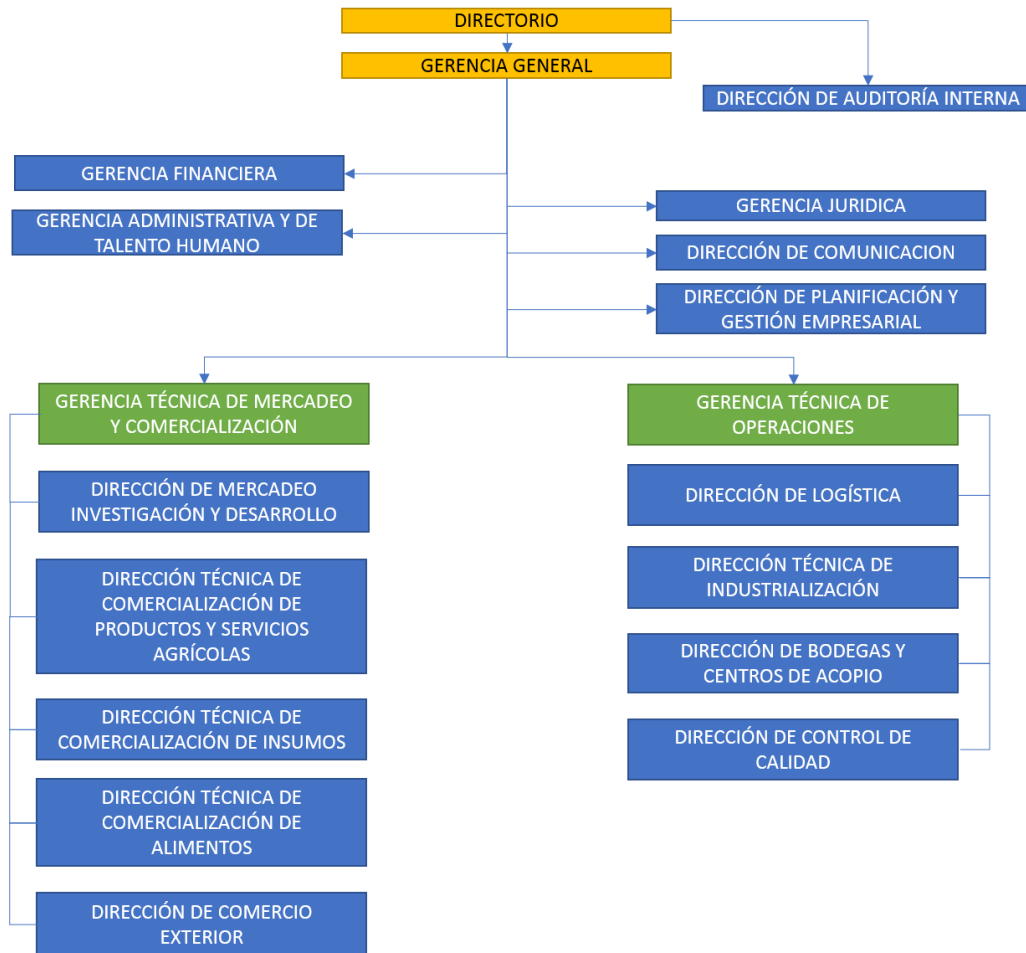 DIRECTORIO
GERENCIA GENERAL
DIRECCIÓN DE AUDITORÍA INTERNA
GERENCIA FINANCIERA
GERENCIA ADMINISTRATIVA Y DE
TALENTO HUMANO
GERENCIA JURIDICA
DIRECCIÓN DE COMUNICACION
DIRECCIÓN DE PLANIFICACIÓN Y
GESTIÓN EMPRESARIAL
GERENCIA TÉCNICA DE MERCADEO
Y COMERCIALIZACIÓN
DIRECCIÓN DE MERCADEO
INVESTIGACIÓN Y DESARROLLO
DIRECCIÓN TÉCNICA DE
COMERCIALIZACIÓN DE
PRODUCTOS Y SERVICIOS
AGRÍCOLAS
DIRECCIÓN TÉCNICA DE
COMERCIALIZACIÓN DE INSUMOS
DIRECCIÓN TÉCNICA DE
COMERCIALIZACIÓN DE
ALIMENTOS
DIRECCIÓN DE COMERCIO
EXTERIOR
GERENCIA TÉCNICA DE
OPERACIONES
DIRECCIÓN DE LOGÍSTICA
DIRECCIÓN TÉCNICA DE
INDUSTRIALIZACIÓN
DIRECCIÓN DE BODEGAS Y
CENTROS DE ACOPIO
DIRECCIÓN DE CONTROL DE
CALIDAD